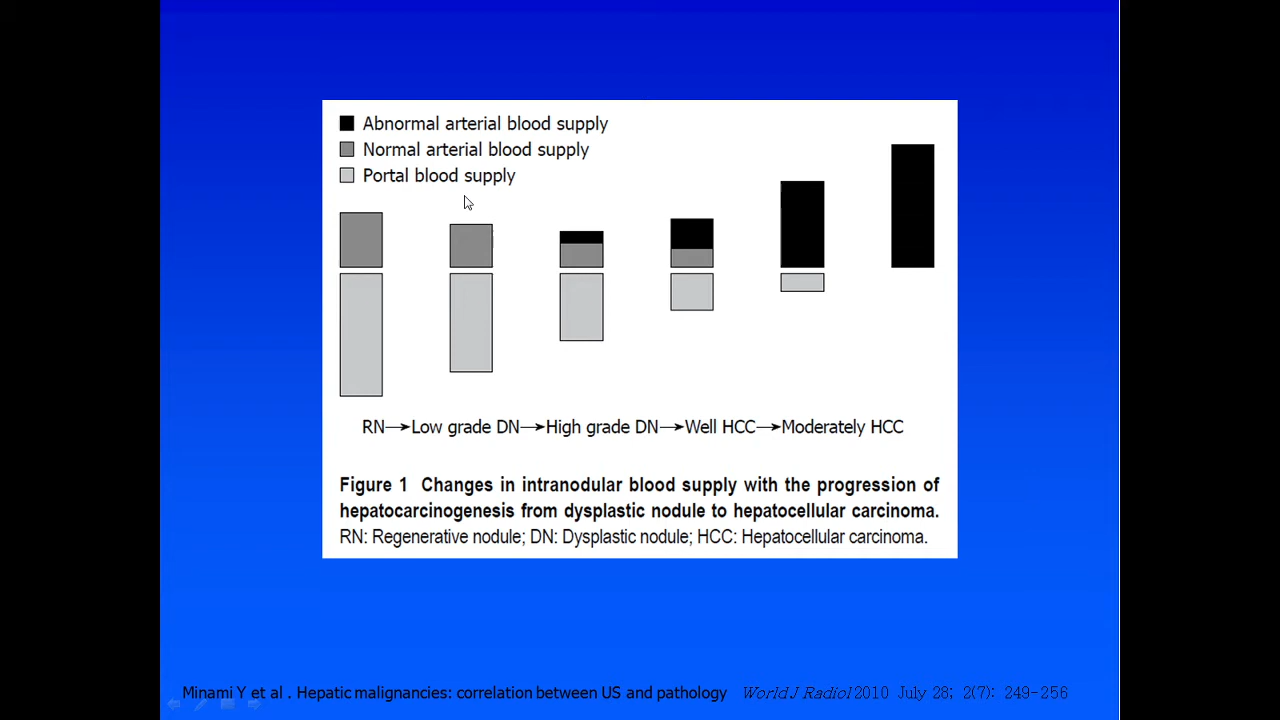 Abnormal arterial blood supply
Normal arterial blood supply
Portal blood supply
RN→Low grade DN→High grade DN→Well HCC→Moderately HCC
Figure 1 Changes in intranodular blood supply with the progression of
hepatocarcinogenesis from dysplastic nodule to hepatocellular carcinoma.
RN: Regenerative nodule; DN: Dysplastic nodule; HCC: Hepatocellular carcinoma.
Minami Y et al . Hepatic malignancies: correlation between US and pathology World J Radiol 2010 July 28; 2(7): 249-256